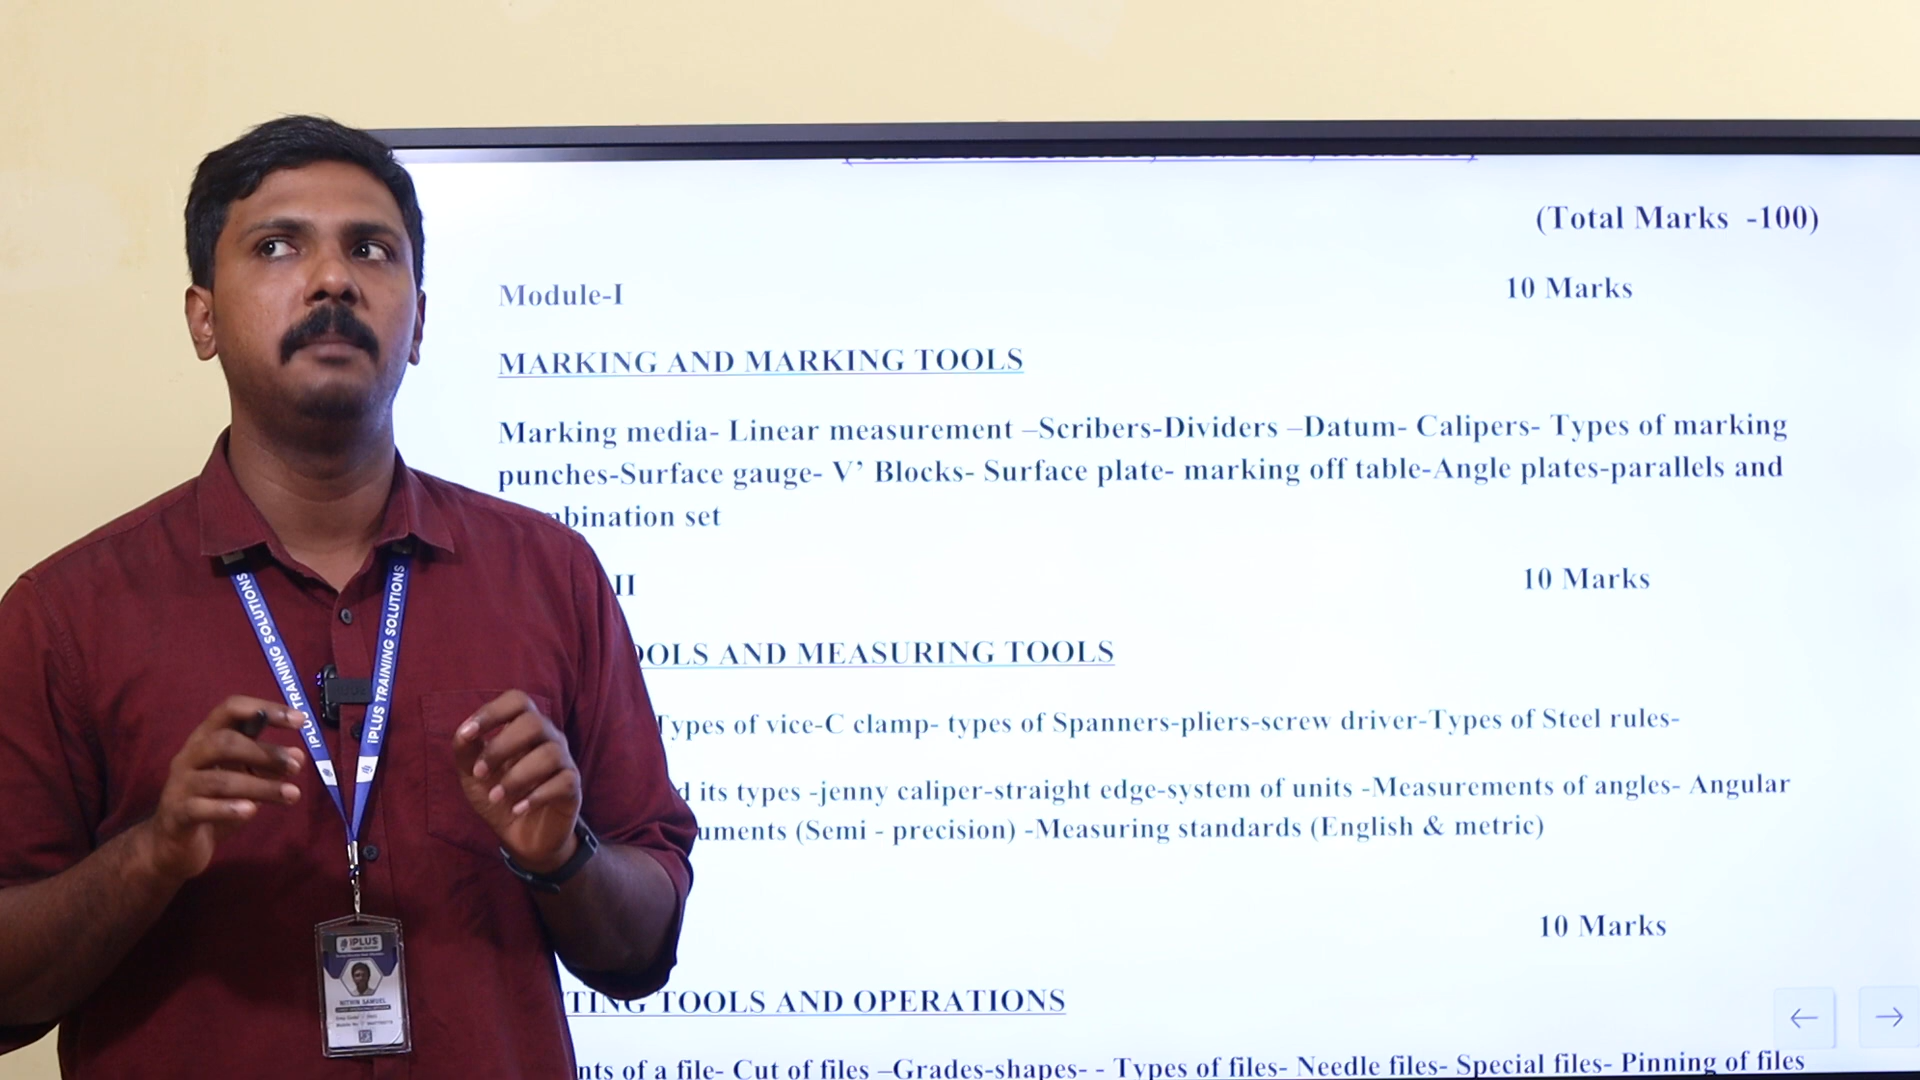 (Total Marks -100)
Module-I 10 Marks
MARKING AND MARKING TOOLS
Marking media- Linear measurement –Scribers-Dividers –Datum- Calipers- Types of marking
punches-Surface gauge- V’ Blocks- Surface plate- marking off table-Angle plates-parallels and
bination set
II 10 Marks
OOLS AND MEASURING TOOLS
Types of vice-C clamp- types of Spanners-pliers-screw driver-Types of Steel rules-
d its types -jenny caliper-straight edge-system of units -Measurements of angles- Angular
uments (Semi - precision) -Measuring standards (English & metric)
10 Marks
TING TOOLS AND OPERATIONS
nts of a file- Cut of files –Grades-shapes- - Types of files- Needle files- Special files- Pinning of files
IPLUS TRAINING SOLUTIONS
IPLUS TRAINING SOLUTIONS
IPLUS
NITHIN SAMUEL